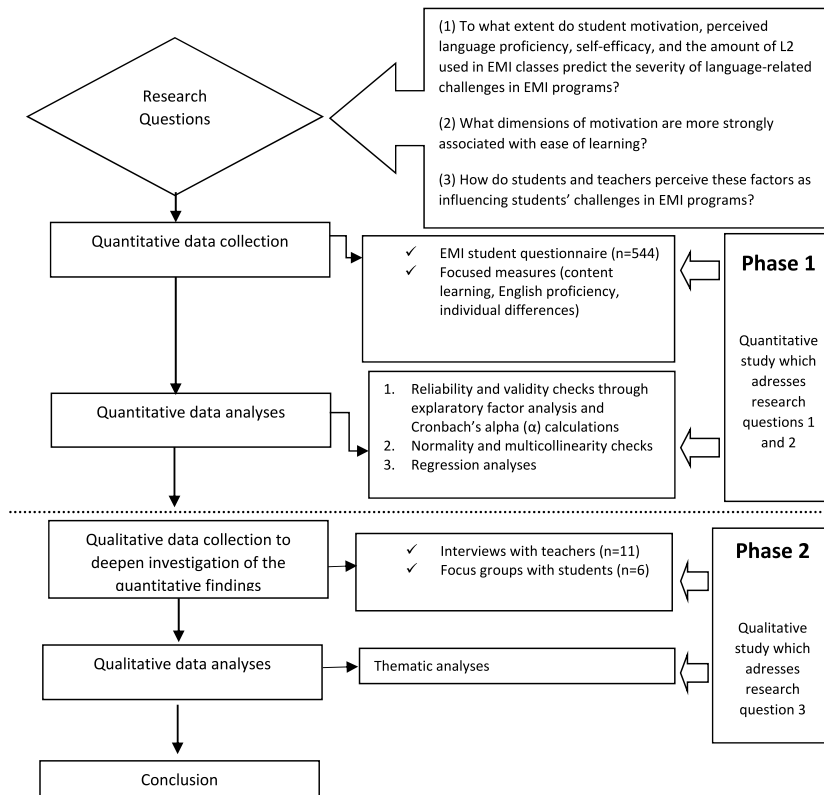 (1) To what extent do student motivation, perceived
language proficiency, self-efficacy, and the amount of L2
used in EMI classes predict the severity of language-related
challenges in EMI programs?
(2) What dimensions of motivation are more strongly
associated with ease of learning?
(3) How do students and teachers perceive these factors as
influencing students’ challenges in EMI programs?
Research
Questions
Quantitative data collection
✓ EMI student questionnaire (n=544)
✓ Focused measures (content
learning, English proficiency,
individual differences)
Phase 1
Quantitative
study which
adresses
research
questions 1
and 2
Quantitative data analyses
1. Reliability and validity checks through
explaratory factor analysis and
Cronbach’s alpha (α) calculations
2. Normality and multicollinearity checks
3. Regression analyses
Qualitative data collection to
deepen investigation of the
quantitative findings
✓ Interviews with teachers (n=11)
✓ Focus groups with students (n=6)
Phase 2
Qualitative
study which
adresses
research
question 3
Qualitative data analyses
Thematic analyses
Conclusion